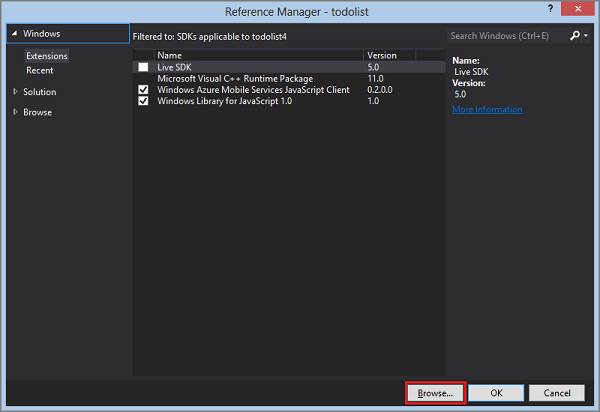 Reference Manager - todolist
?
Windows
Extensions
Recent
Solution
Browse
Filtered to: SDKs applicable to todolist4
Name Version
Live SDK 5.0
Microsoft Visual C++ Runtime Package 11.0
Windows Azure Mobile Services JavaScript Client 0.2.0.0
Windows Library for JavaScript 1.0 1.0
Search Windows (Ctrl+E)
Name:
Live SDK
Version:
5.0
More Information
Browse... OK Cancel